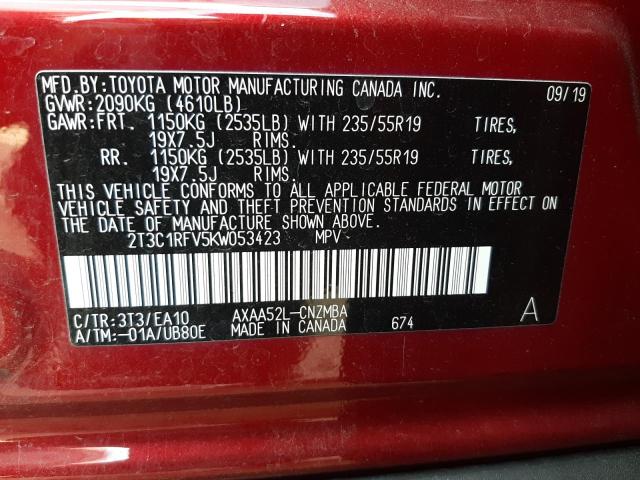 MFD.BY:TOYOTA MOTOR MANUFACTURING CANADA INC. 09/19
GVWR:2090KG (4610LB)
GAWR:FRT. 1150KG (2535LB) WITH 235/55R19 TIRES,
19X7.5J RIMS.
RR. 1150KG (2535LB) WITH 235/55R19 TIRES,
19X7.5J RIMS.
THIS VEHICLE CONFORMS TO ALL APPLICABLE FEDERAL MOTOR
VEHICLE SAFETY AND THEFT PREVENTION STANDARDS IN EFFECT ON
THE DATE OF MANUFACTURE SHOWN ABOVE.
2T3C1RFV5KW053423 MPV
C/TR:3T3/EA10 AXAA52L-CNZMBA A
A/TM:-01A/UB80E MADE IN CANADA 674